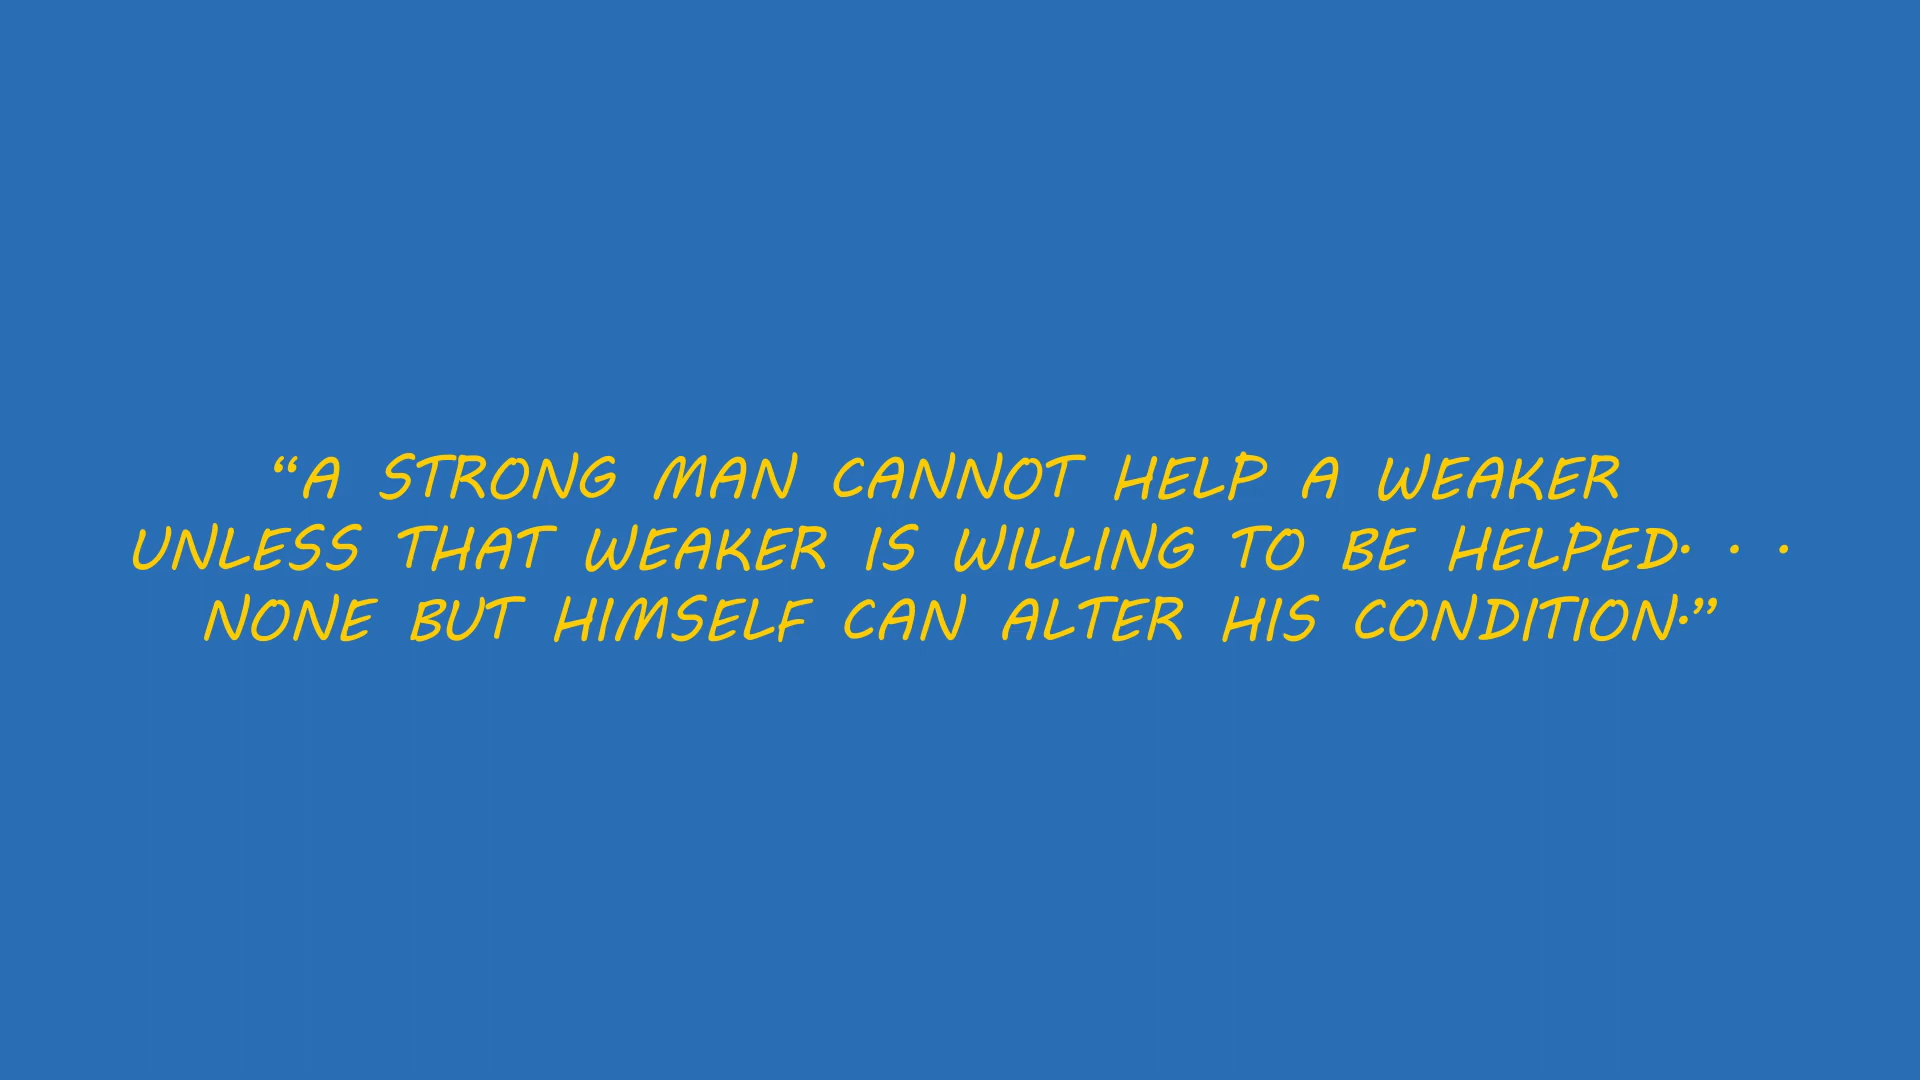 “A STRONG MAN CANNOT HELP A WEAKER
UNLESS THAT WEAKER IS WILLING TO BE HELPED. . .
NONE BUT HIMSELF CAN ALTER HIS CONDITION.”